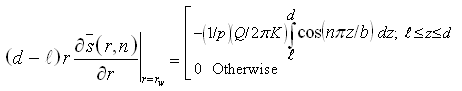 (d − ℓ) r ∂s̄(r,n)/∂r |r=r_w = [ −(1/p)(Q/2πK) ∫_ℓ^d cos(nπz/b) dz; ℓ≤z≤d
0 Otherwise